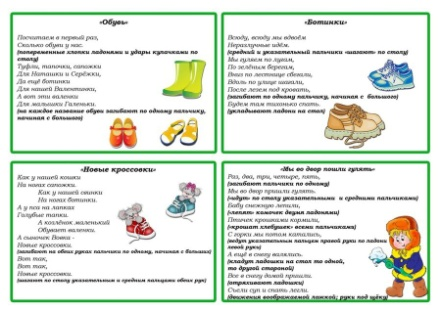 «Обувь»
Посчитаем в первый раз,
Сколько обуви у нас.
(попеременные хлопки ладонями и удары кулачками по
столу)
Туфли, тапочки, сапожки
Для Наташки и Серёжки,
Да ещё ботинки
Для нашей Валентинки,
А вот эти валенки
Для малышки Галеньки.
(на каждое название обуви загибают по одному пальчику,
начиная с большого)
«Ботинки»
Всюду, всюду мы вдвоём
Неразлучные идём.
(средний и указательный пальчики «шагают» по столу)
Мы гуляем по лугам,
По зелёным берегам,
Вниз по лестнице сбегали,
Вдоль по улице шагали,
После лезем под кровать,
(загибают по одному пальчику, начиная с большого)
Будем там тихонько спать.
(укладывают ладони на стол)
«Новые кроссовки»
Как у нашей кошки
На ногах сапожки.
Как у нашей свинки
На ногах ботинки.
А у пса на лапках
Голубые тапки.
А козлёнок маленький
Обувает валенки.
А сыночек Вовка -
Новые кроссовки.
(загибают на обоих руках пальчики по одному, начиная с большого)
Вот так,
Вот так,
Новые кроссовки.
(шагают по столу указательным и средним пальцами обоих рук)
«Мы во двор пошли гулять»
Раз, два, три, четыре, пять,
(загибают пальчики по одному)
Мы во двор пришли гулять.
(«идут» по столу указательными и средними пальчиками)
Бабу снежную лепили,
(«лепят» комочек двумя ладонями)
Птичек крошками кормили,
(«крошат хлебушек» всеми пальчиками)
С горки мы потом катались,
(ведут указательным пальцем правой руки по ладони
левой руки)
А ещё в снегу валялись.
(кладут ладошки на стол то одной,
то другой стороной)
Все в снегу домой пришли.
(отряхивают ладошки)
Съели суп и спать легли.
(движения воображаемой ложкой; руки под щёку)